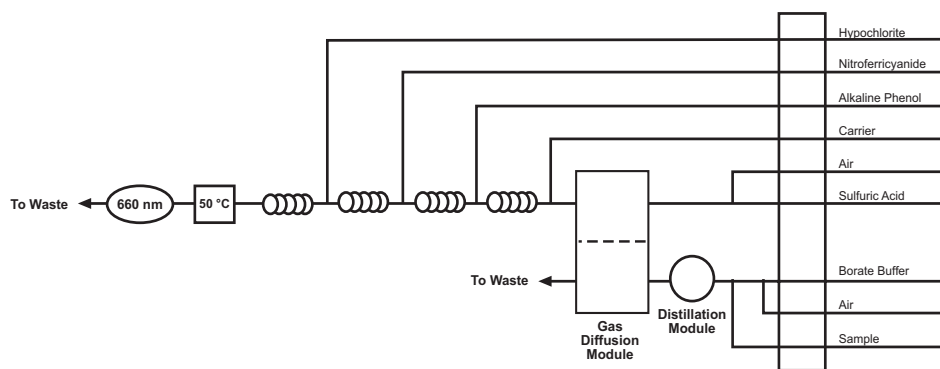 Hypochlorite
Nitroferricyanide
Alkaline Phenol
Carrier
Air
Sulfuric Acid
To Waste
660 nm
50 °C
Borate Buffer
To Waste
Air
Distillation
Module
Gas
Diffusion
Module
Sample